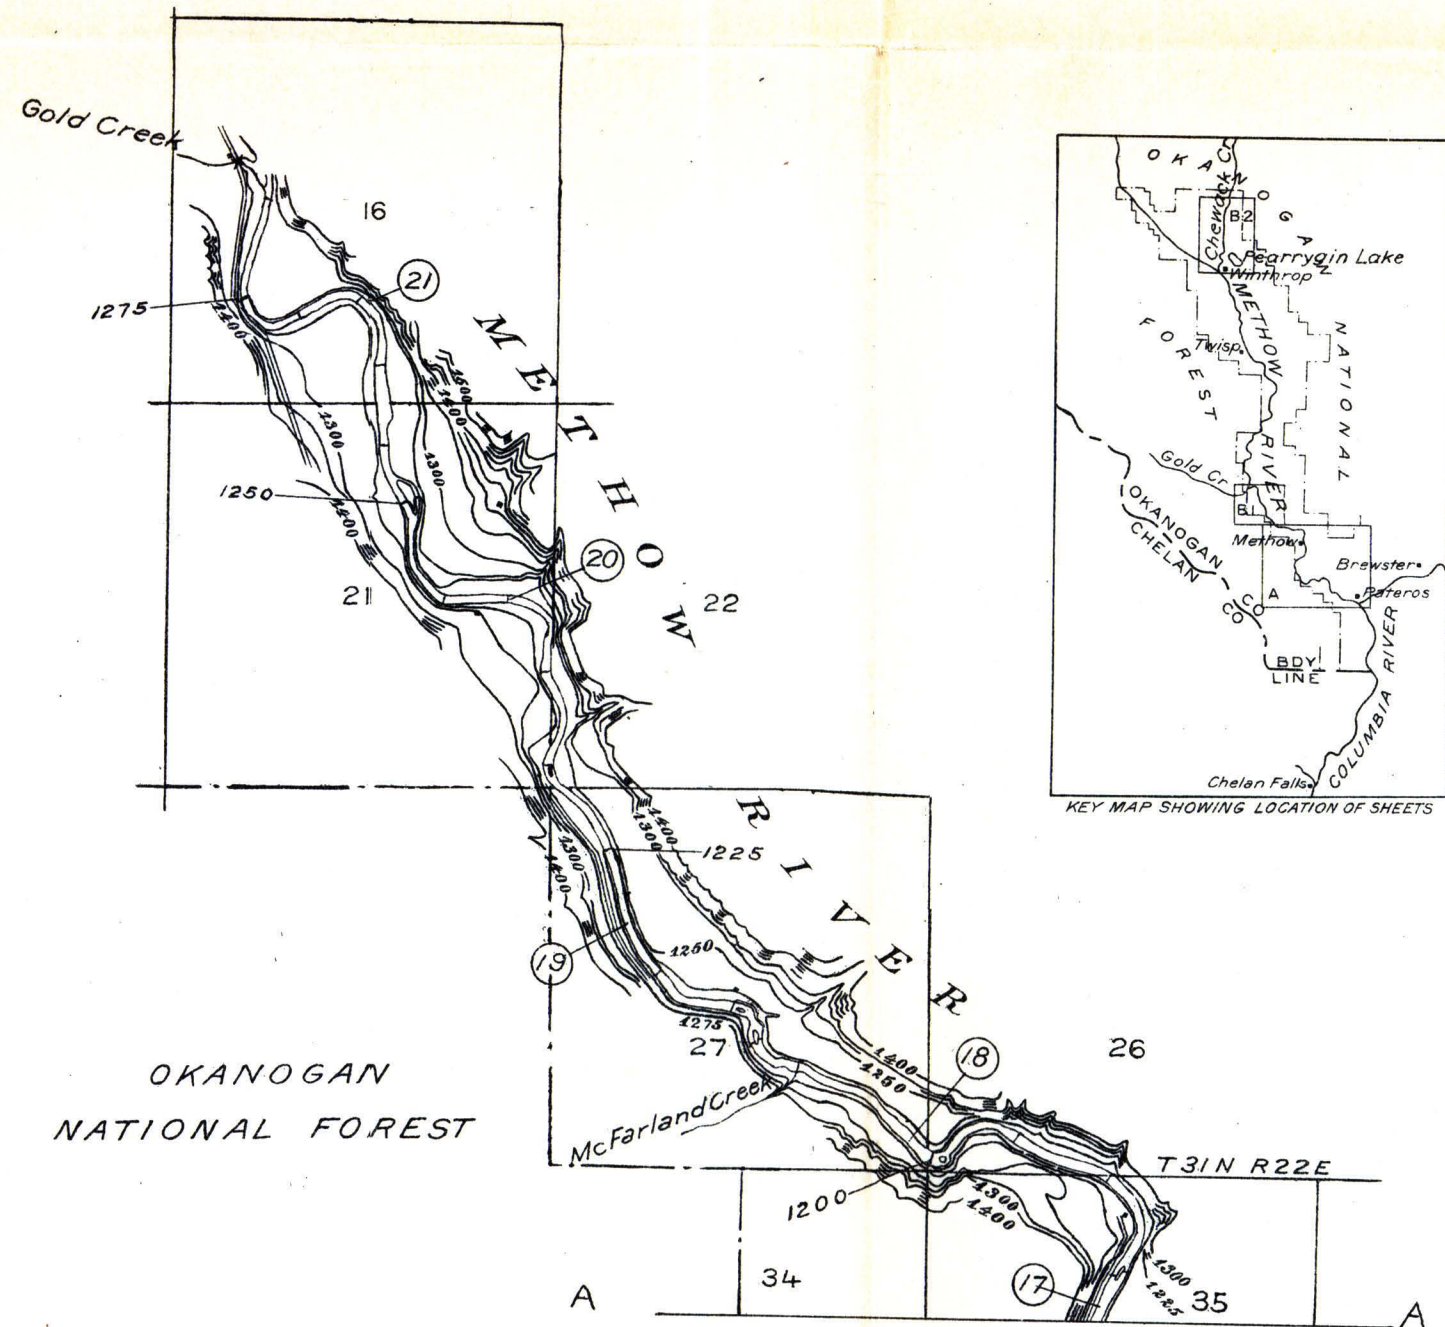 Gold Creek
16
21
1275
1400
METHOW RIVER
1500
1400
1300
1300
1250
1400
20
21
22
1400
1300
1225
1300
1400
19
1250
1275
27
18
26
1400
1250
McFarland Creek
OKANOGAN
NATIONAL FOREST
T31N R22E
1200
1300
1400
34
17
35
1300
1225
A
A
OKANOGAN
Chewack Cr
B2
Pearrygin Lake
Winthrop
METHOW RIVER
FOREST
NATIONAL
Twisp
Gold Cr
B1
OKANOGAN
CHELAN
CO
CO
Methow
A
Brewster
Pateros
BDY
LINE
COLUMBIA RIVER
Chelan Falls
KEY MAP SHOWING LOCATION OF SHEETS